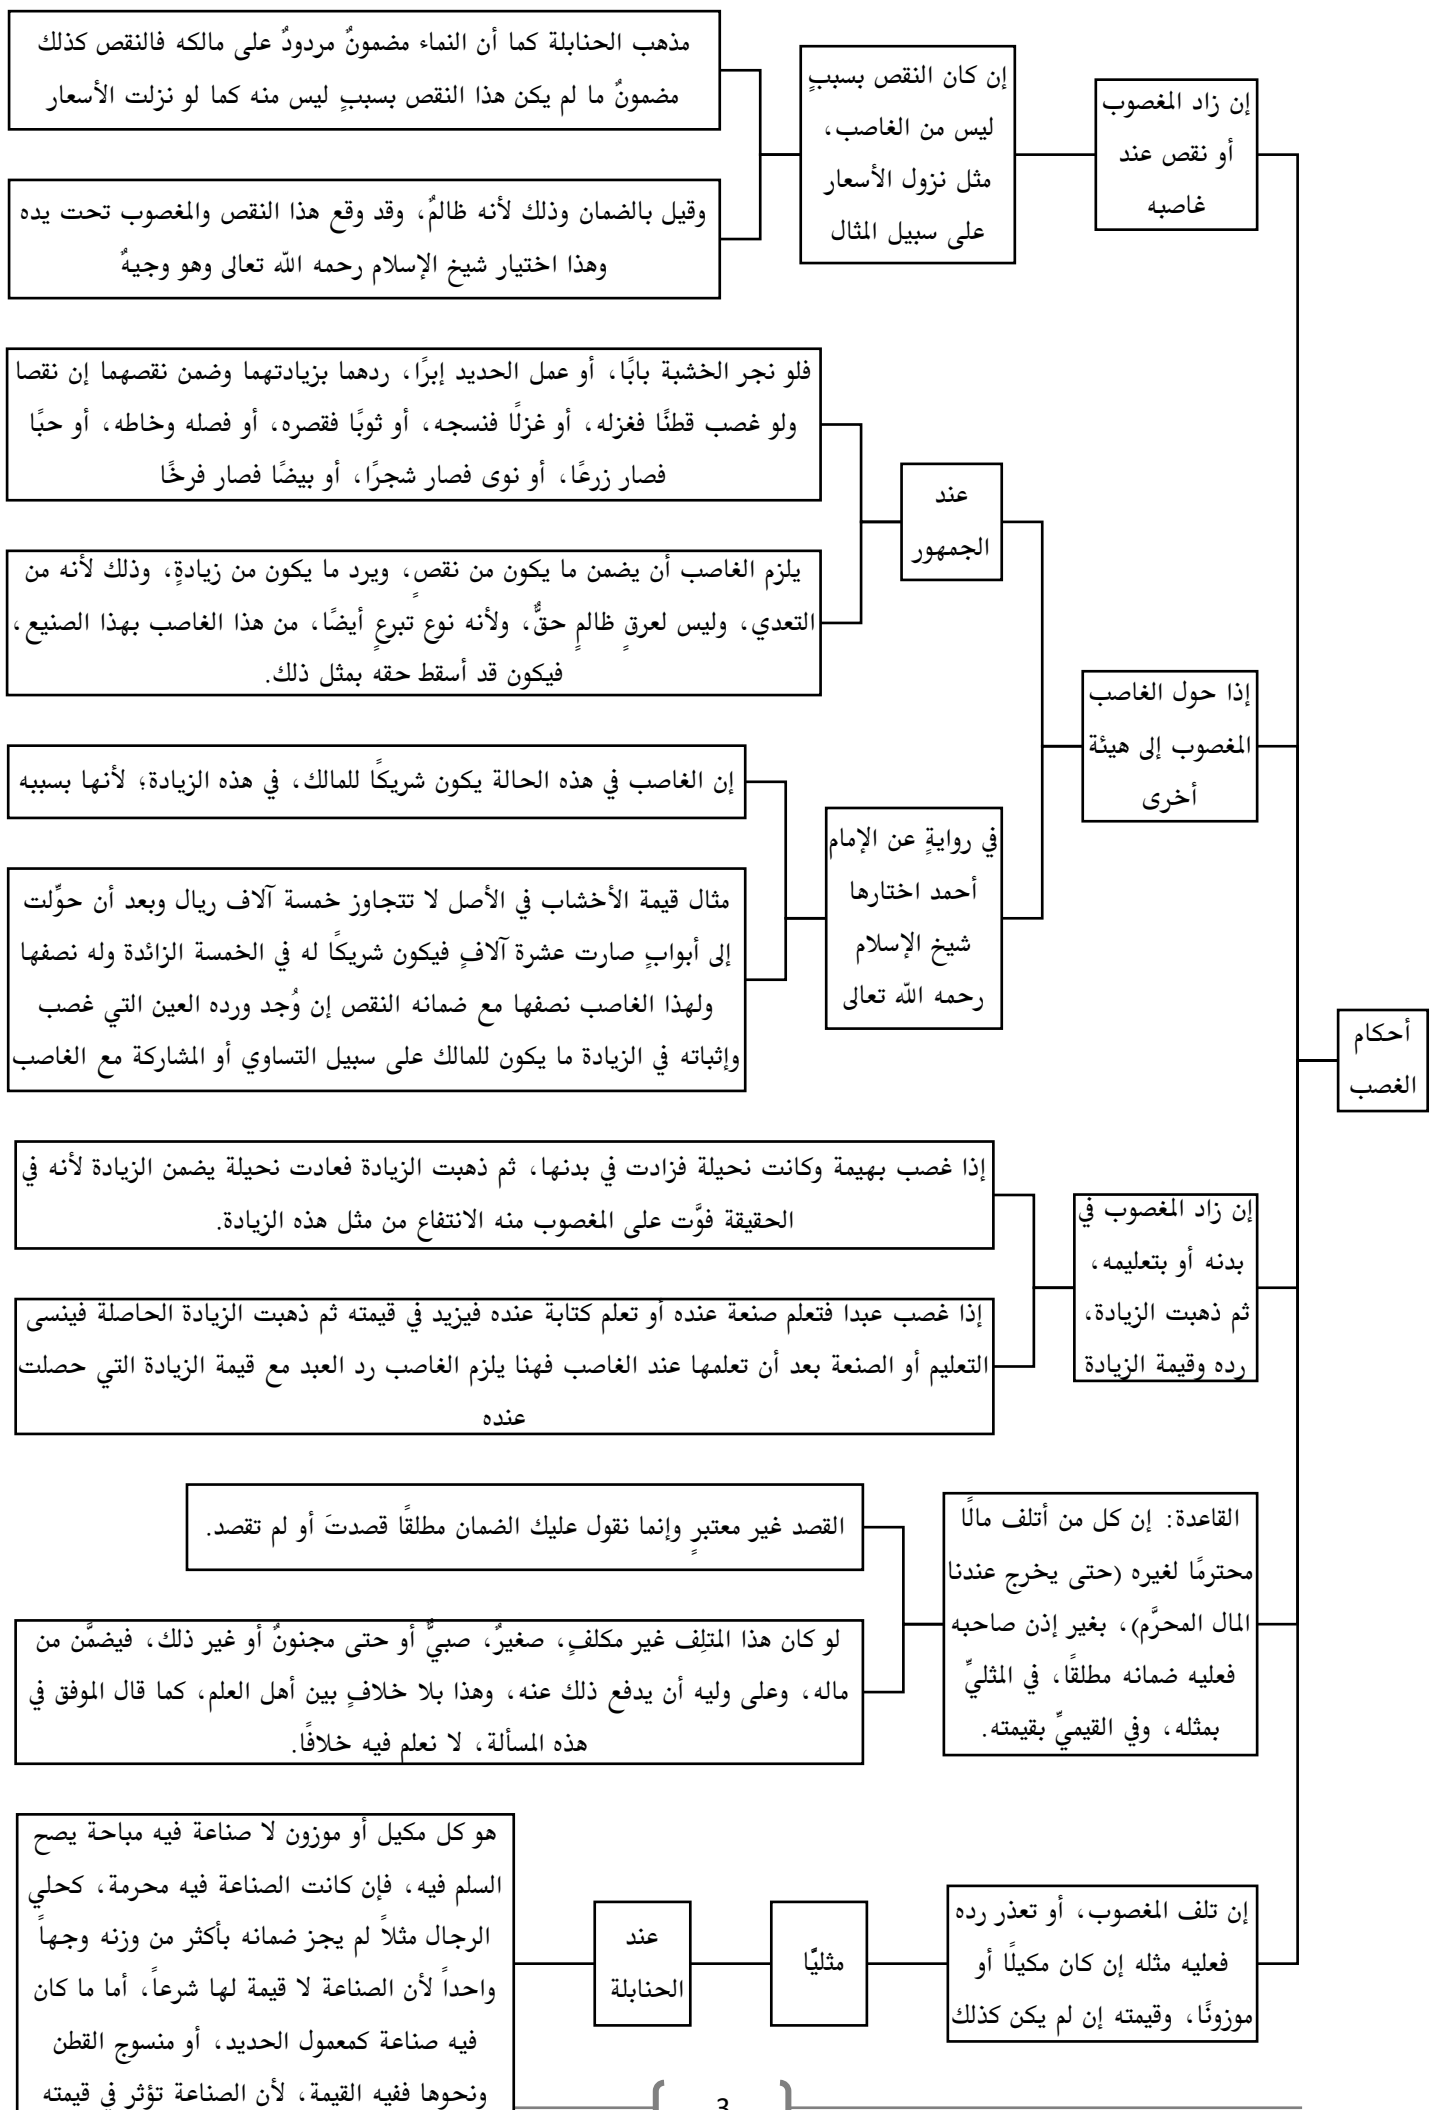 أحكام
الغصب
إن زاد المغصوب
أو نقص عند
غاصبه
إن كان النقص بسببٍ
ليس من الغاصب،
مثل نزول الأسعار
على سبيل المثال
مذهب الحنابلة كما أن النماء مضمونٌ مردودٌ على مالكه فالنقص كذلك
مضمونٌ ما لم يكن هذا النقص بسببٍ ليس منه كما لو نزلت الأسعار
وقيل بالضمان وذلك لأنه ظالمٌ، وقد وقع هذا النقص والمغصوب تحت يده
وهذا اختيار شيخ الإسلام رحمه الله تعالى وهو وجيهٌ
إذا حول الغاصب
المغصوب إلى هيئة
أخرى
عند
الجمهور
فلو نجر الخشبة بابًا، أو عمل الحديد إبرًا، ردهما بزيادتهما وضمن نقصهما إن نقصا
ولو غصب قطنًا فغزله، أو غزلًا فنسجه، أو ثوبًا فقصره، أو فصله وخاطه، أو حبًا
فصار زرعًا، أو نوى فصار شجرًا، أو بيضًا فصار فرخًا
يلزم الغاصب أن يضمن ما يكون من نقصٍ، ويرد ما يكون من زيادةٍ، وذلك لأنه من
التعدي، وليس لعرقٍ ظالمٍ حقٌّ، ولأنه نوع تبرعٍ أيضًا، من هذا الغاصب بهذا الصنيع،
فيكون قد أسقط حقه بمثل ذلك.
في روايةٍ عن الإمام
أحمد اختارها
شيخ الإسلام
رحمه الله تعالى
إن الغاصب في هذه الحالة يكون شريكًا للمالك، في هذه الزيادة؛ لأنها بسببه
مثال قيمة الأخشاب في الأصل لا تتجاوز خمسة آلاف ريال وبعد أن حوِّلت
إلى أبوابٍ صارت عشرة آلافٍ فيكون شريكًا له في الخمسة الزائدة وله نصفها
ولهذا الغاصب نصفها مع ضمانه النقص إن وُجد ورده العين التي غصب
وإثباته في الزيادة ما يكون للمالك على سبيل التساوي أو المشاركة مع الغاصب
إن زاد المغصوب في
بدنه أو بتعليمه،
ثم ذهبت الزيادة،
رده وقيمة الزيادة
إذا غصب بهيمة وكانت نحيلة فزادت في بدنها، ثم ذهبت الزيادة فعادت نحيلة يضمن الزيادة لأنه في
الحقيقة فوَّت على المغصوب منه الانتفاع من مثل هذه الزيادة.
إذا غصب عبدا فتعلم صنعة عنده أو تعلم كتابة عنده فيزيد في قيمته ثم ذهبت الزيادة الحاصلة فينسى
التعليم أو الصنعة بعد أن تعلمها عند الغاصب فهنا يلزم الغاصب رد العبد مع قيمة الزيادة التي حصلت
عنده
القاعدة: إن كل من أتلف مالًا
محترمًا لغيره (حتى يخرج عندنا
المال المحرَّم)، بغير إذن صاحبه
فعليه ضمانه مطلقًا، في المثليِّ
بمثله، وفي القيميِّ بقيمته.
القصد غير معتبرٍ وإنما نقول عليك الضمان مطلقًا قصدتَ أو لم تقصد.
لو كان هذا المتلِف غير مكلفٍ، صغيرٌ، صبيٌّ أو حتى مجنونٌ أو غير ذلك، فيضمَّن من
ماله، وعلى وليه أن يدفع ذلك عنه، وهذا بلا خلافٍ بين أهل العلم، كما قال الموفق في
هذه المسألة، لا نعلم فيه خلافًا.
إن تلف المغصوب، أو تعذر رده
فعليه مثله إن كان مكيلًا أو
موزونًا، وقيمته إن لم يكن كذلك
مثليًّا
عند
الحنابلة
هو كل مكيل أو موزون لا صناعة فيه مباحة يصح
السلم فيه، فإن كانت الصناعة فيه محرمة، كحلي
الرجال مثلاً لم يجز ضمانه بأكثر من وزنه وجهاً
واحداً لأن الصناعة لا قيمة لها شرعاً، أما ما كان
فيه صناعة كمعمول الحديد، أو منسوج القطن
ونحوها ففيه القيمة، لأن الصناعة تؤثر في قيمته
3